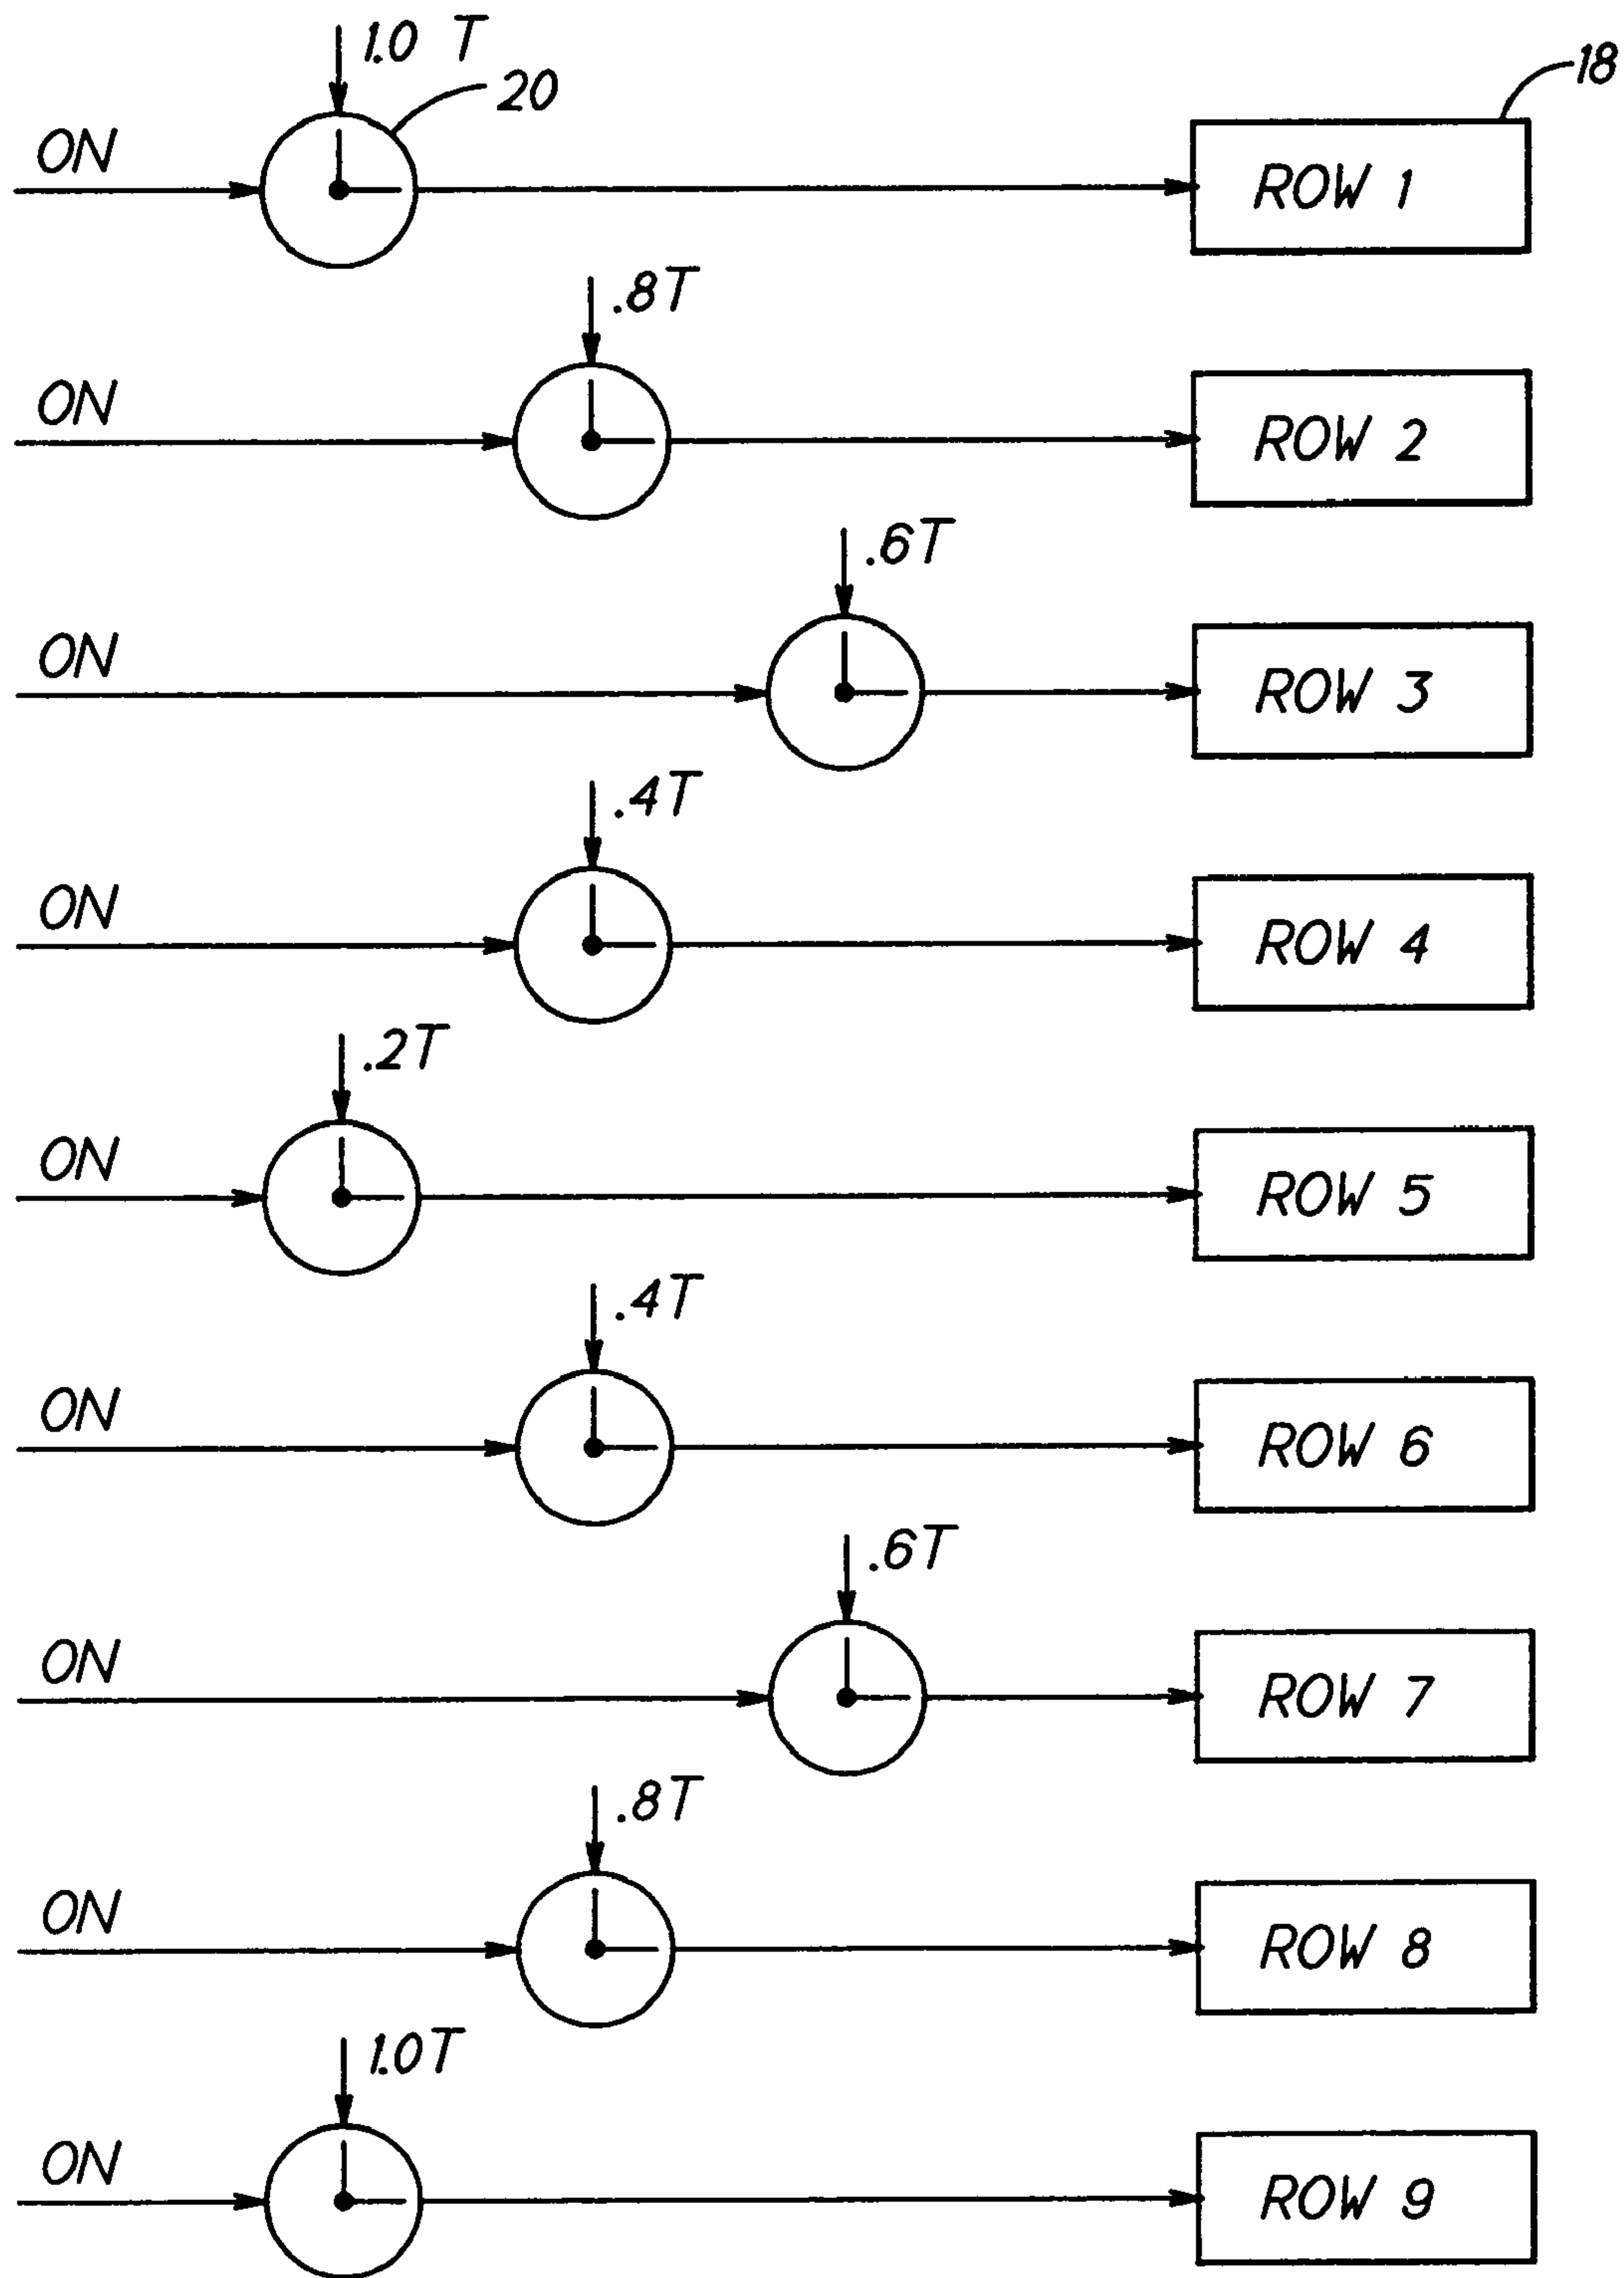 1.0 T
20
18
ON
ROW 1
.8T
ON
ROW 2
.6T
ON
ROW 3
.4T
ON
ROW 4
.2T
ON
ROW 5
.4T
ON
ROW 6
.6T
ON
ROW 7
.8T
ON
ROW 8
1.0T
ON
ROW 9